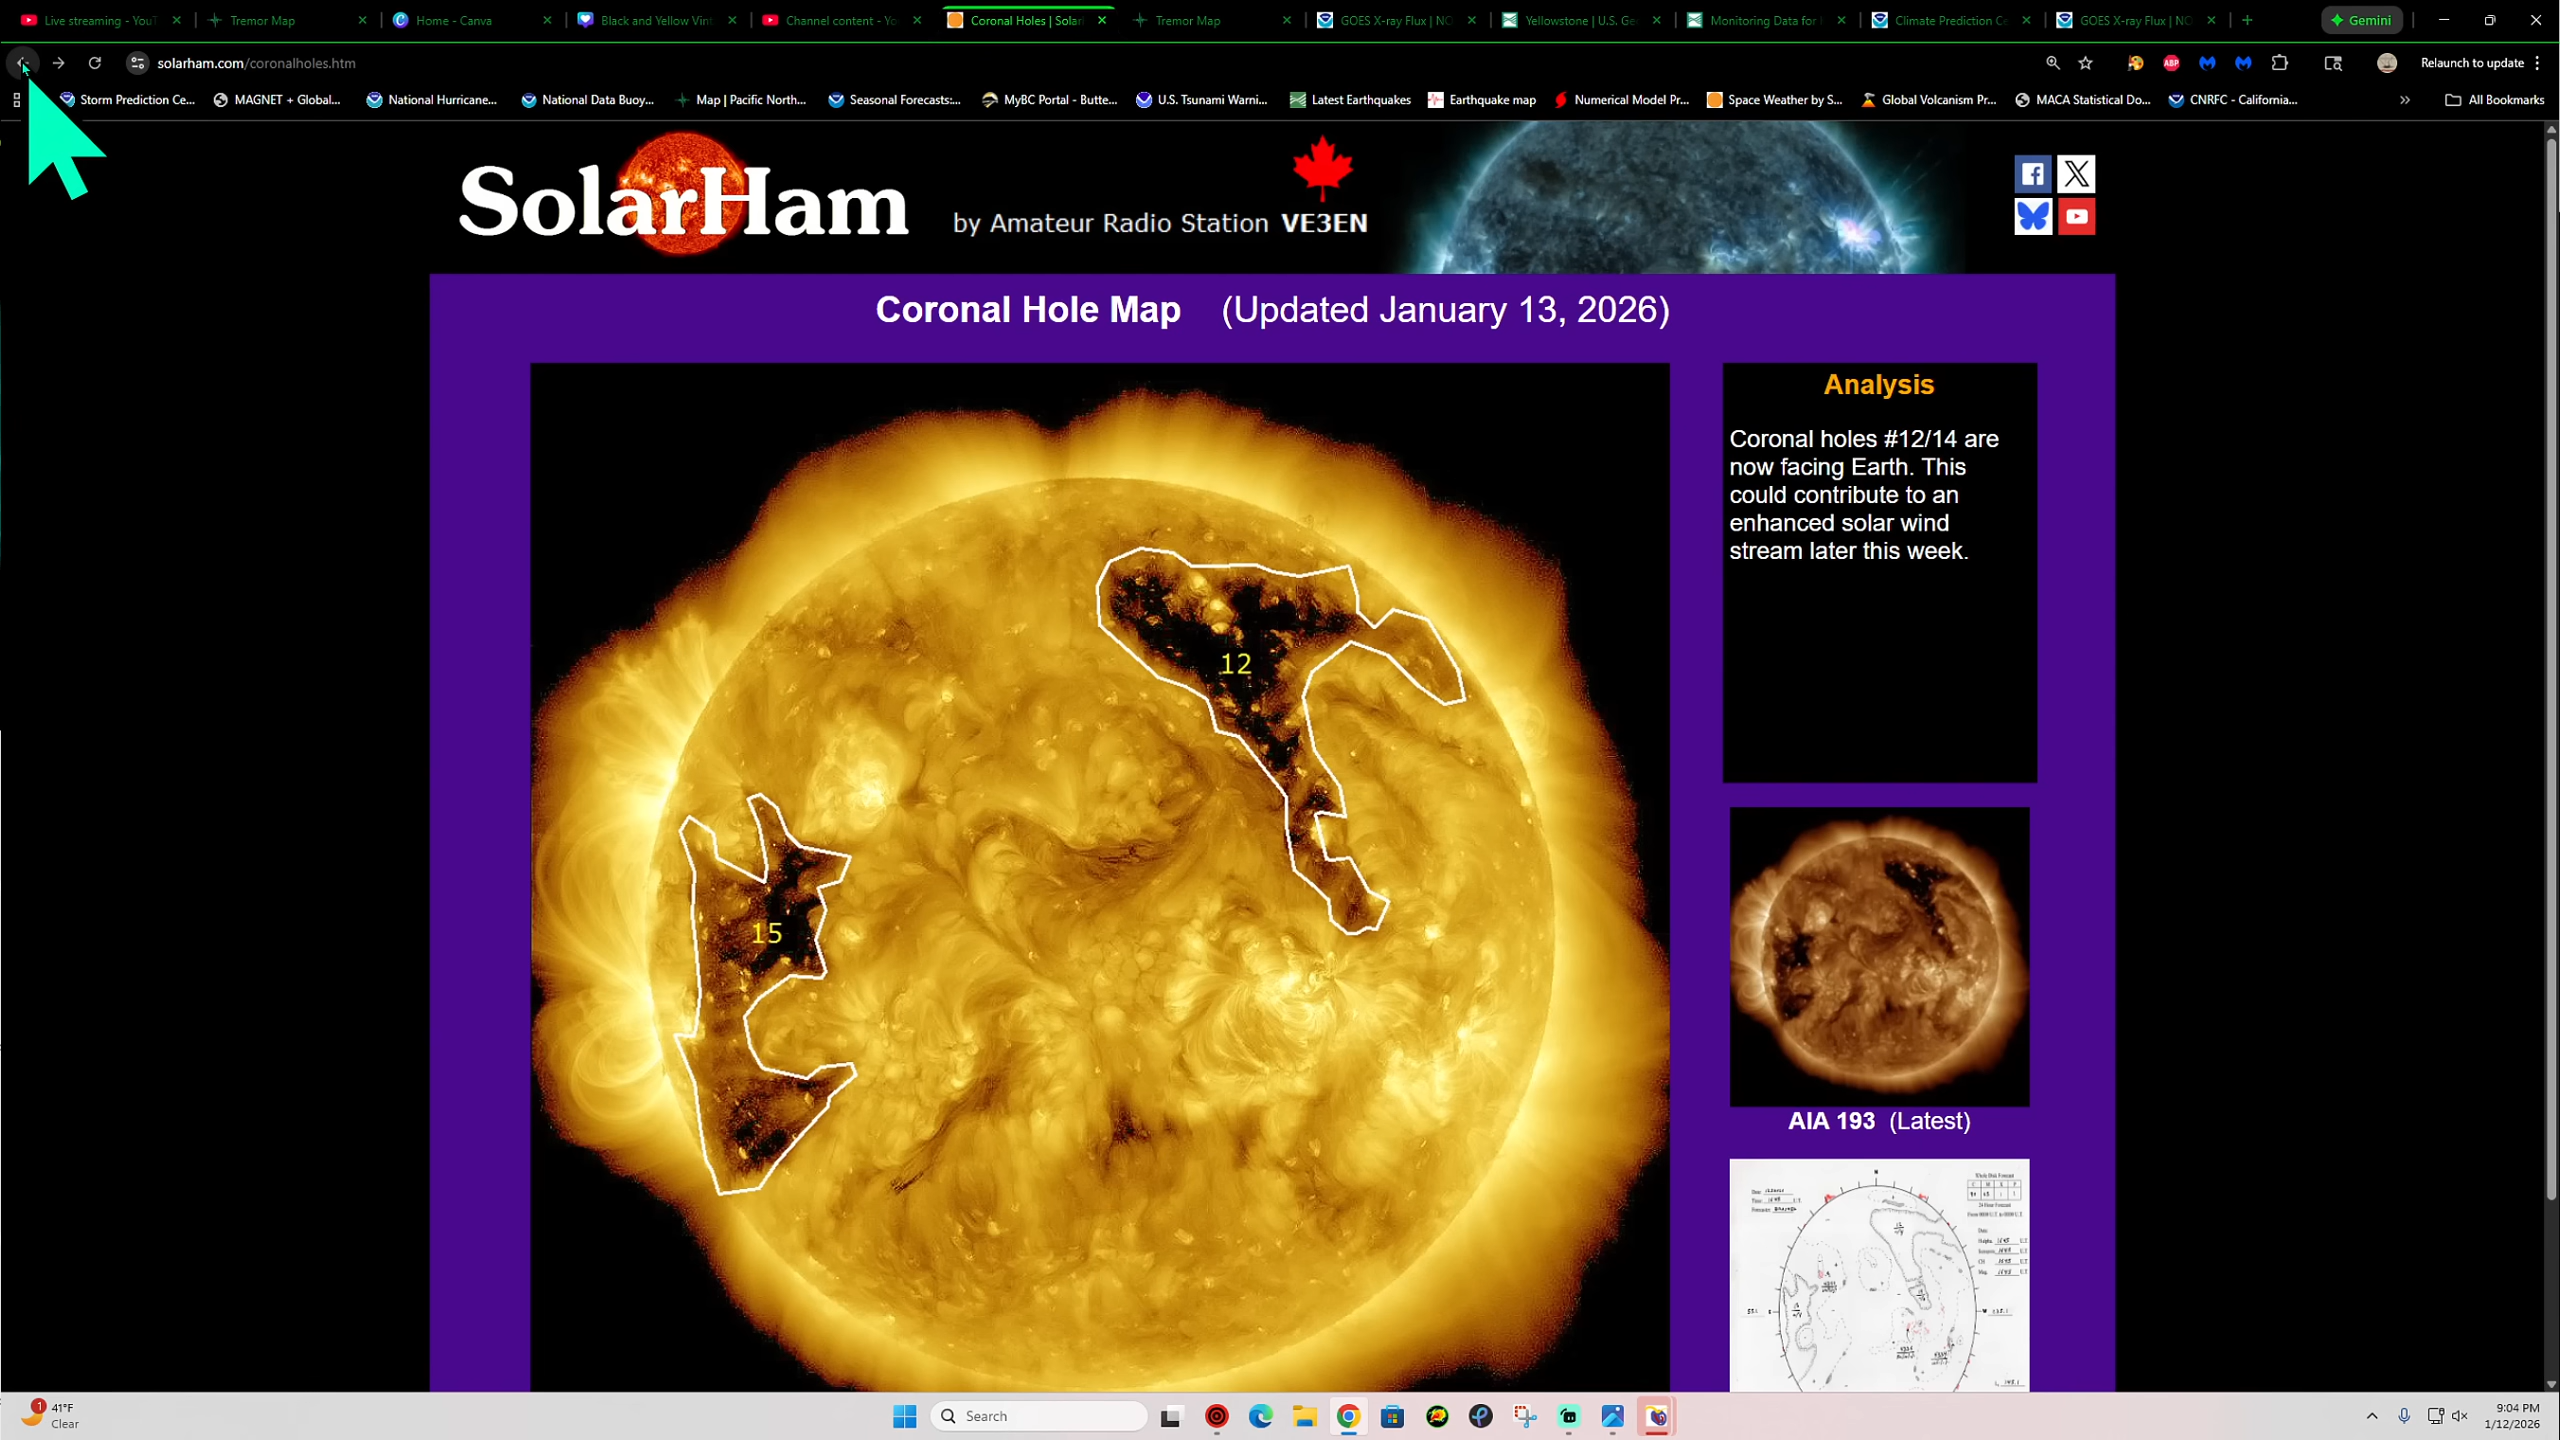 Live streaming - YouT
Tremor Map
Home - Canva
Black and Yellow Vint
Channel content - Yo
Coronal Holes | Solar
Tremor Map
GOES X-ray Flux | NO
Yellowstone | U.S. Ge
Monitoring Data for
Climate Prediction Ce
GOES X-ray Flux | NO
Gemini
solarham.com/coronalholes.htm
ABP
Relaunch to update
Storm Prediction Ce...
MAGNET + Global...
National Hurricane...
National Data Buoy...
Map | Pacific North...
Seasonal Forecasts:...
MyBC Portal - Butte...
U.S. Tsunami Warni...
Latest Earthquakes
Earthquake map
Numerical Model Pr...
Space Weather by S...
Global Volcanism Pr...
MACA Statistical Do...
CNRFC - California...
All Bookmarks
SolarHam
by Amateur Radio Station VE3EN
Coronal Hole Map (Updated January 13, 2026)
Analysis
Coronal holes #12/14 are
now facing Earth. This
could contribute to an
enhanced solar wind
stream later this week.
12
15
AIA 193 (Latest)
1
41°F
Clear
Search
9:04 PM
1/12/2026